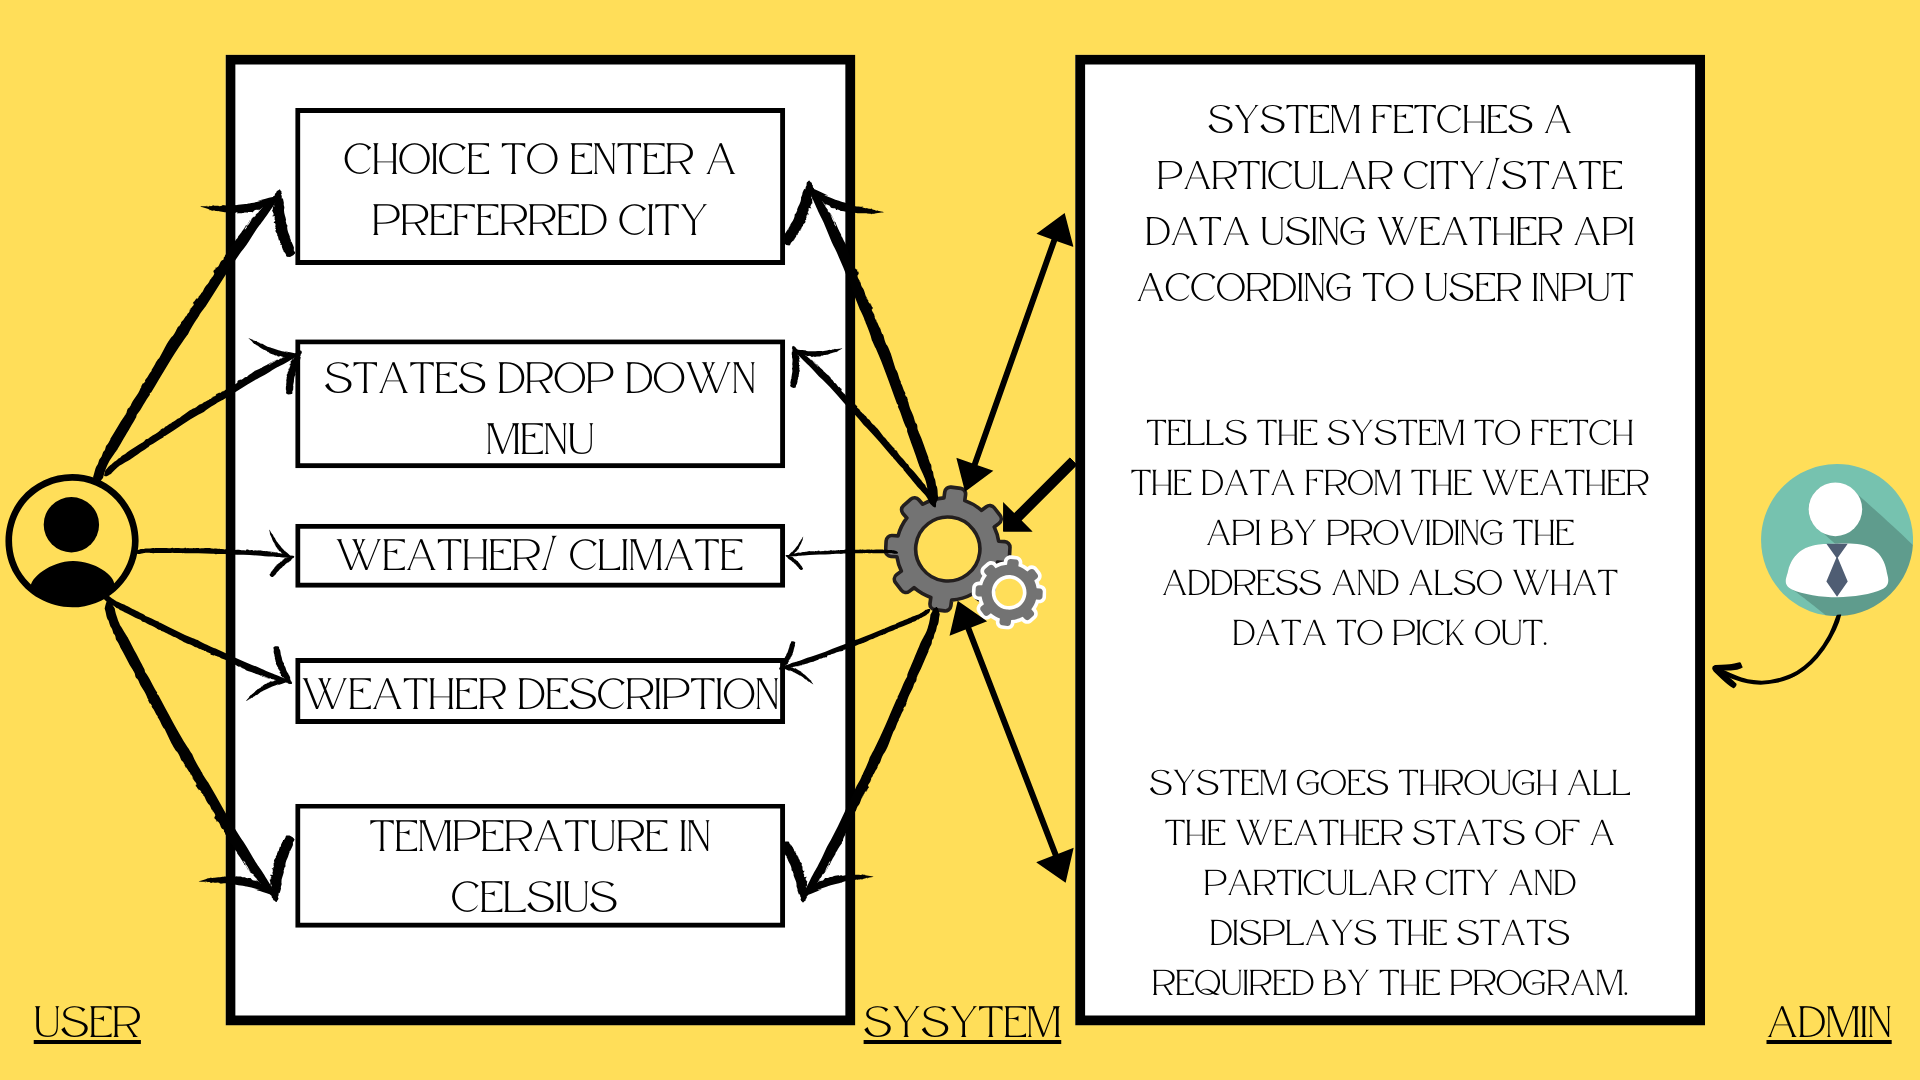 CHOICE TO ENTER A
PREFERRED CITY
STATES DROP DOWN
MENU
WEATHER/ CLIMATE
WEATHER DESCRIPTION
TEMPERATURE IN
CELSIUS
SYSTEM FETCHES A
PARTICULAR CITY/STATE
DATA USING WEATHER API
ACCORDING TO USER INPUT
TELLS THE SYSTEM TO FETCH
THE DATA FROM THE WEATHER
API BY PROVIDING THE
ADDRESS AND ALSO WHAT
DATA TO PICK OUT.
SYSTEM GOES THROUGH ALL
THE WEATHER STATS OF A
PARTICULAR CITY AND
DISPLAYS THE STATS
REQUIRED BY THE PROGRAM.
USER
SYSYTEM
ADMIN